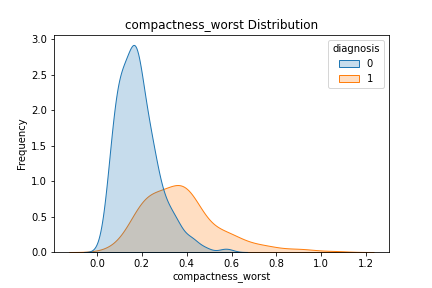 compactness_worst Distribution
diagnosis
0
1
Frequency
3.0
2.5
2.0
1.5
1.0
0.5
0.0
0.0 0.2 0.4 0.6 0.8 1.0 1.2
compactness_worst